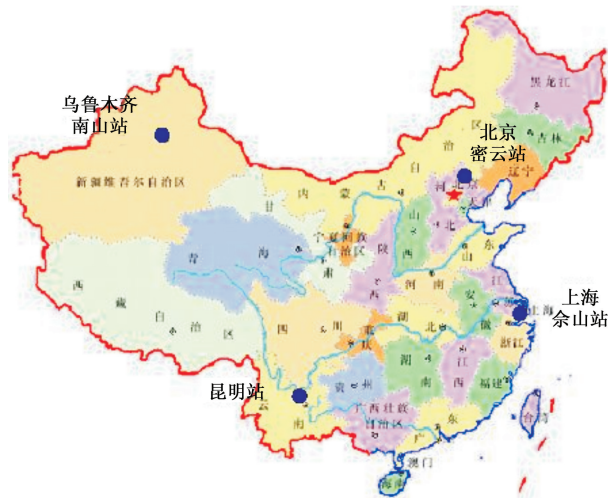 黑龙江
乌鲁木齐
南山站
吉林
北京
密云站
辽宁
内
蒙
古
自
治
区
新疆维吾尔自治区
甘
肃
河
北
北京
天津
宁夏回族
自治区
山
西
山
东
陕
西
青
海
河
南
江
西
藏
自
治
区
安
徽
上海
上海
佘山站
四
川
重
庆
湖
北
浙江
湖
南
江
西
昆明站
贵
州
福建
云
南
广西壮族
自治区
广
东
台湾
澳门
海南